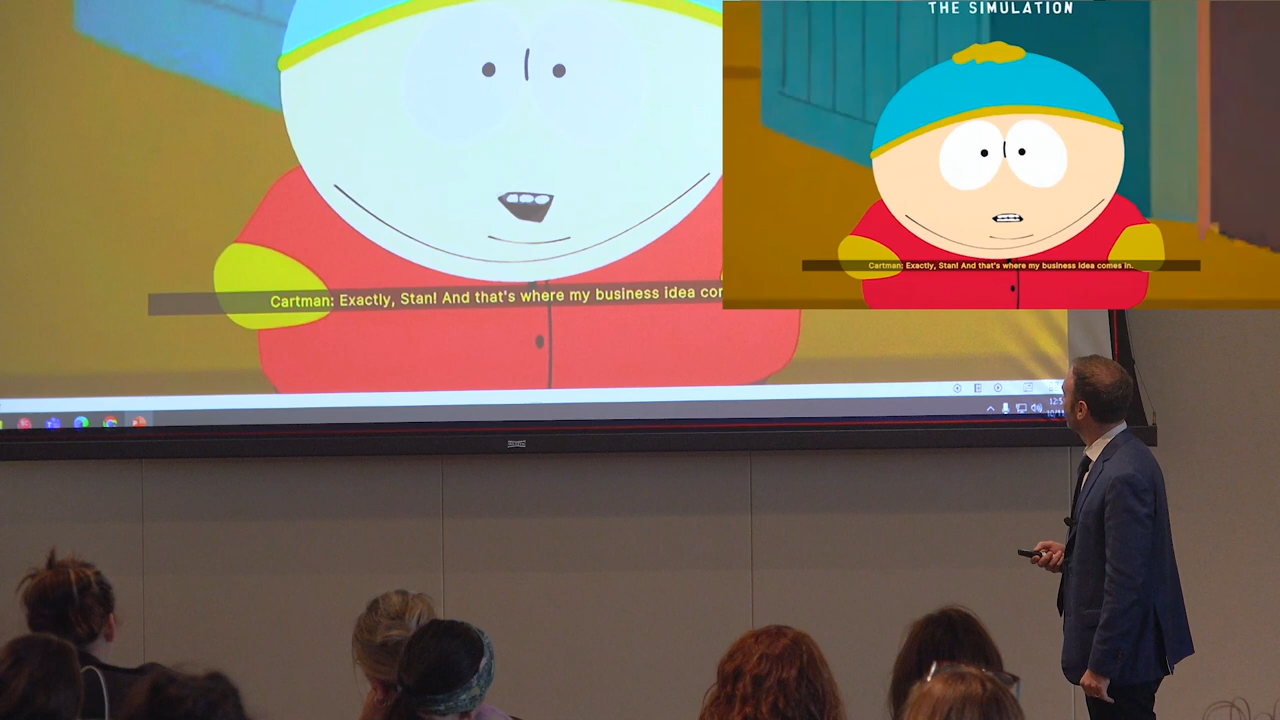 THE SIMULATION
Cartman: Exactly, Stan! And that's where my business idea comes in.
Cartman: Exactly, Stan! And that's where my business idea